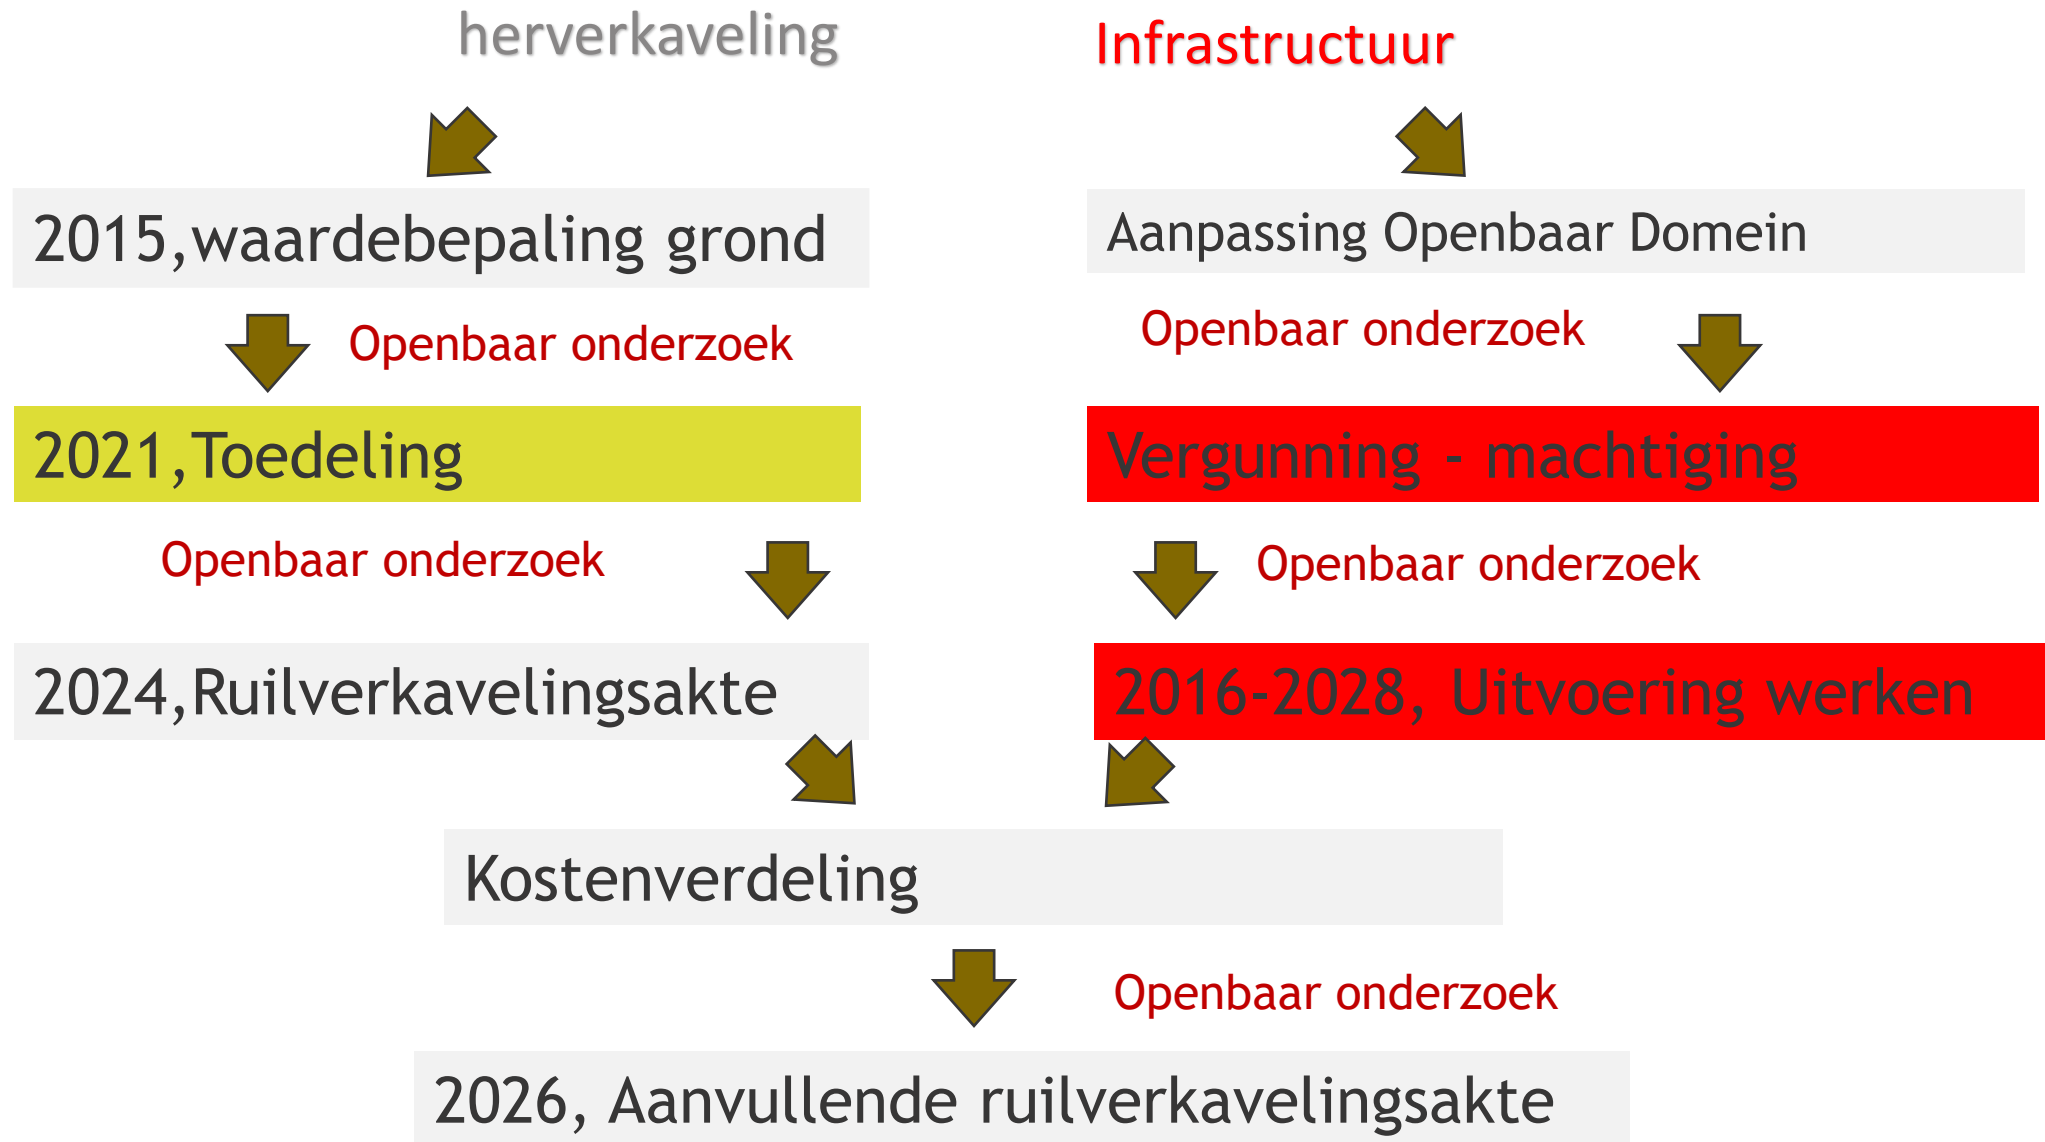 herverkaveling
Infrastructuur
2015,waardebepaling grond
Aanpassing Openbaar Domein
Openbaar onderzoek
Openbaar onderzoek
2021,Toedeling
Vergunning - machtiging
Openbaar onderzoek
Openbaar onderzoek
2024,Ruilverkavelingsakte
2016-2028, Uitvoering werken
Kostenverdeling
Openbaar onderzoek
2026, Aanvullende ruilverkavelingsakte